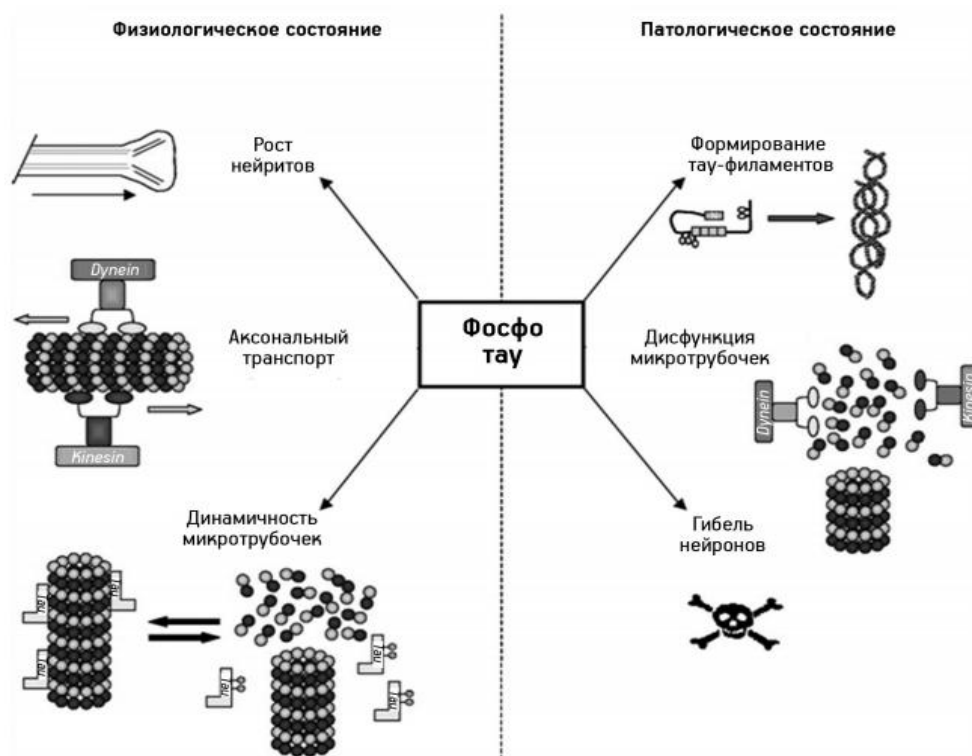 Физиологическое состояние
Патологическое состояние
Рост
нейритов
Формирование
тау-филаментов
Dynein
Фосфо
тау
Аксональный
транспорт
Дисфункция
микротрубочек
Kinesin
Dynein
Kinesin
Динамичность
микротрубочек
Гибель
нейронов
Tau
Tau
Tau
Tau
Tau
Tau